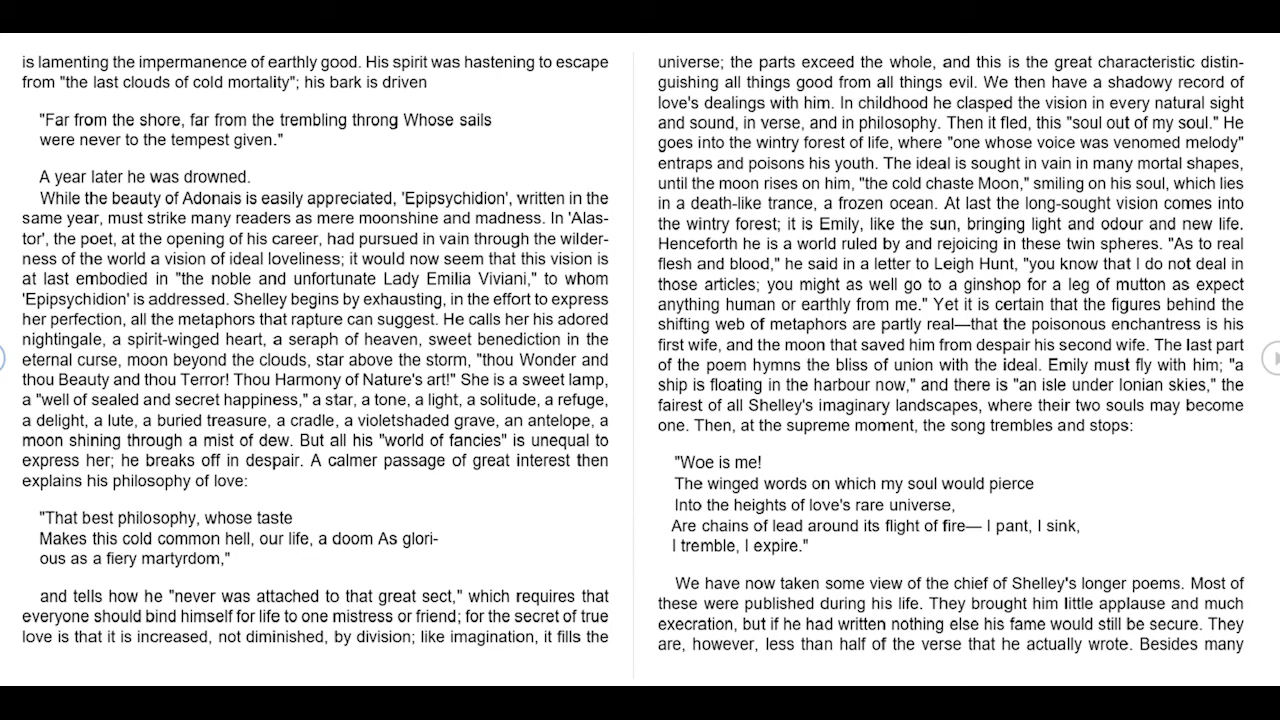 is lamenting the impermanence of earthly good. His spirit was hastening to escape
from "the last clouds of cold mortality"; his bark is driven
"Far from the shore, far from the trembling throng Whose sails
were never to the tempest given."
A year later he was drowned.
While the beauty of Adonais is easily appreciated, 'Epipsychidion', written in the
same year, must strike many readers as mere moonshine and madness. In 'Alas-
tor', the poet, at the opening of his career, had pursued in vain through the wilder-
ness of the world a vision of ideal loveliness; it would now seem that this vision is
at last embodied in "the noble and unfortunate Lady Emilia Viviani," to whom
'Epipsychidion' is addressed. Shelley begins by exhausting, in the effort to express
her perfection, all the metaphors that rapture can suggest. He calls her his adored
nightingale, a spirit-winged heart, a seraph of heaven, sweet benediction in the
eternal curse, moon beyond the clouds, star above the storm, "thou Wonder and
thou Beauty and thou Terror! Thou Harmony of Nature's art!" She is a sweet lamp,
a "well of sealed and secret happiness," a star, a tone, a light, a solitude, a refuge,
a delight, a lute, a buried treasure, a cradle, a violetshaded grave, an antelope, a
moon shining through a mist of dew. But all his "world of fancies" is unequal to
express her; he breaks off in despair. A calmer passage of great interest then
explains his philosophy of love:
"That best philosophy, whose taste
Makes this cold common hell, our life, a doom As glori-
ous as a fiery martyrdom,"
and tells how he "never was attached to that great sect," which requires that
everyone should bind himself for life to one mistress or friend; for the secret of true
love is that it is increased, not diminished, by division; like imagination, it fills the
universe; the parts exceed the whole, and this is the great characteristic distin-
guishing all things good from all things evil. We then have a shadowy record of
love's dealings with him. In childhood he clasped the vision in every natural sight
and sound, in verse, and in philosophy. Then it fled, this "soul out of my soul." He
goes into the wintry forest of life, where "one whose voice was venomed melody"
entraps and poisons his youth. The ideal is sought in vain in many mortal shapes,
until the moon rises on him, "the cold chaste Moon," smiling on his soul, which lies
in a death-like trance, a frozen ocean. At last the long-sought vision comes into
the wintry forest; it is Emily, like the sun, bringing light and odour and new life.
Henceforth he is a world ruled by and rejoicing in these twin spheres. "As to real
flesh and blood," he said in a letter to Leigh Hunt, "you know that I do not deal in
those articles; you might as well go to a ginshop for a leg of mutton as expect
anything human or earthly from me." Yet it is certain that the figures behind the
shifting web of metaphors are partly real—that the poisonous enchantress is his
first wife, and the moon that saved him from despair his second wife. The last part
of the poem hymns the bliss of union with the ideal. Emily must fly with him; "a
ship is floating in the harbour now," and there is "an isle under Ionian skies," the
fairest of all Shelley's imaginary landscapes, where their two souls may become
one. Then, at the supreme moment, the song trembles and stops:
"Woe is me!
The winged words on which my soul would pierce
Into the heights of love's rare universe,
Are chains of lead around its flight of fire— I pant, I sink,
I tremble, I expire."
We have now taken some view of the chief of Shelley's longer poems. Most of
these were published during his life. They brought him little applause and much
execration, but if he had written nothing else his fame would still be secure. They
are, however, less than half of the verse that he actually wrote. Besides many